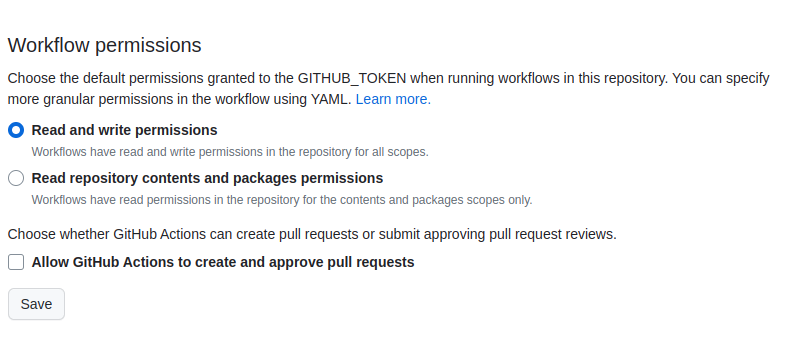 Workflow permissions
Choose the default permissions granted to the GITHUB_TOKEN when running workflows in this repository. You can specify
more granular permissions in the workflow using YAML. Learn more.
Read and write permissions
Workflows have read and write permissions in the repository for all scopes.
Read repository contents and packages permissions
Workflows have read permissions in the repository for the contents and packages scopes only.
Choose whether GitHub Actions can create pull requests or submit approving pull request reviews.
Allow GitHub Actions to create and approve pull requests
Save